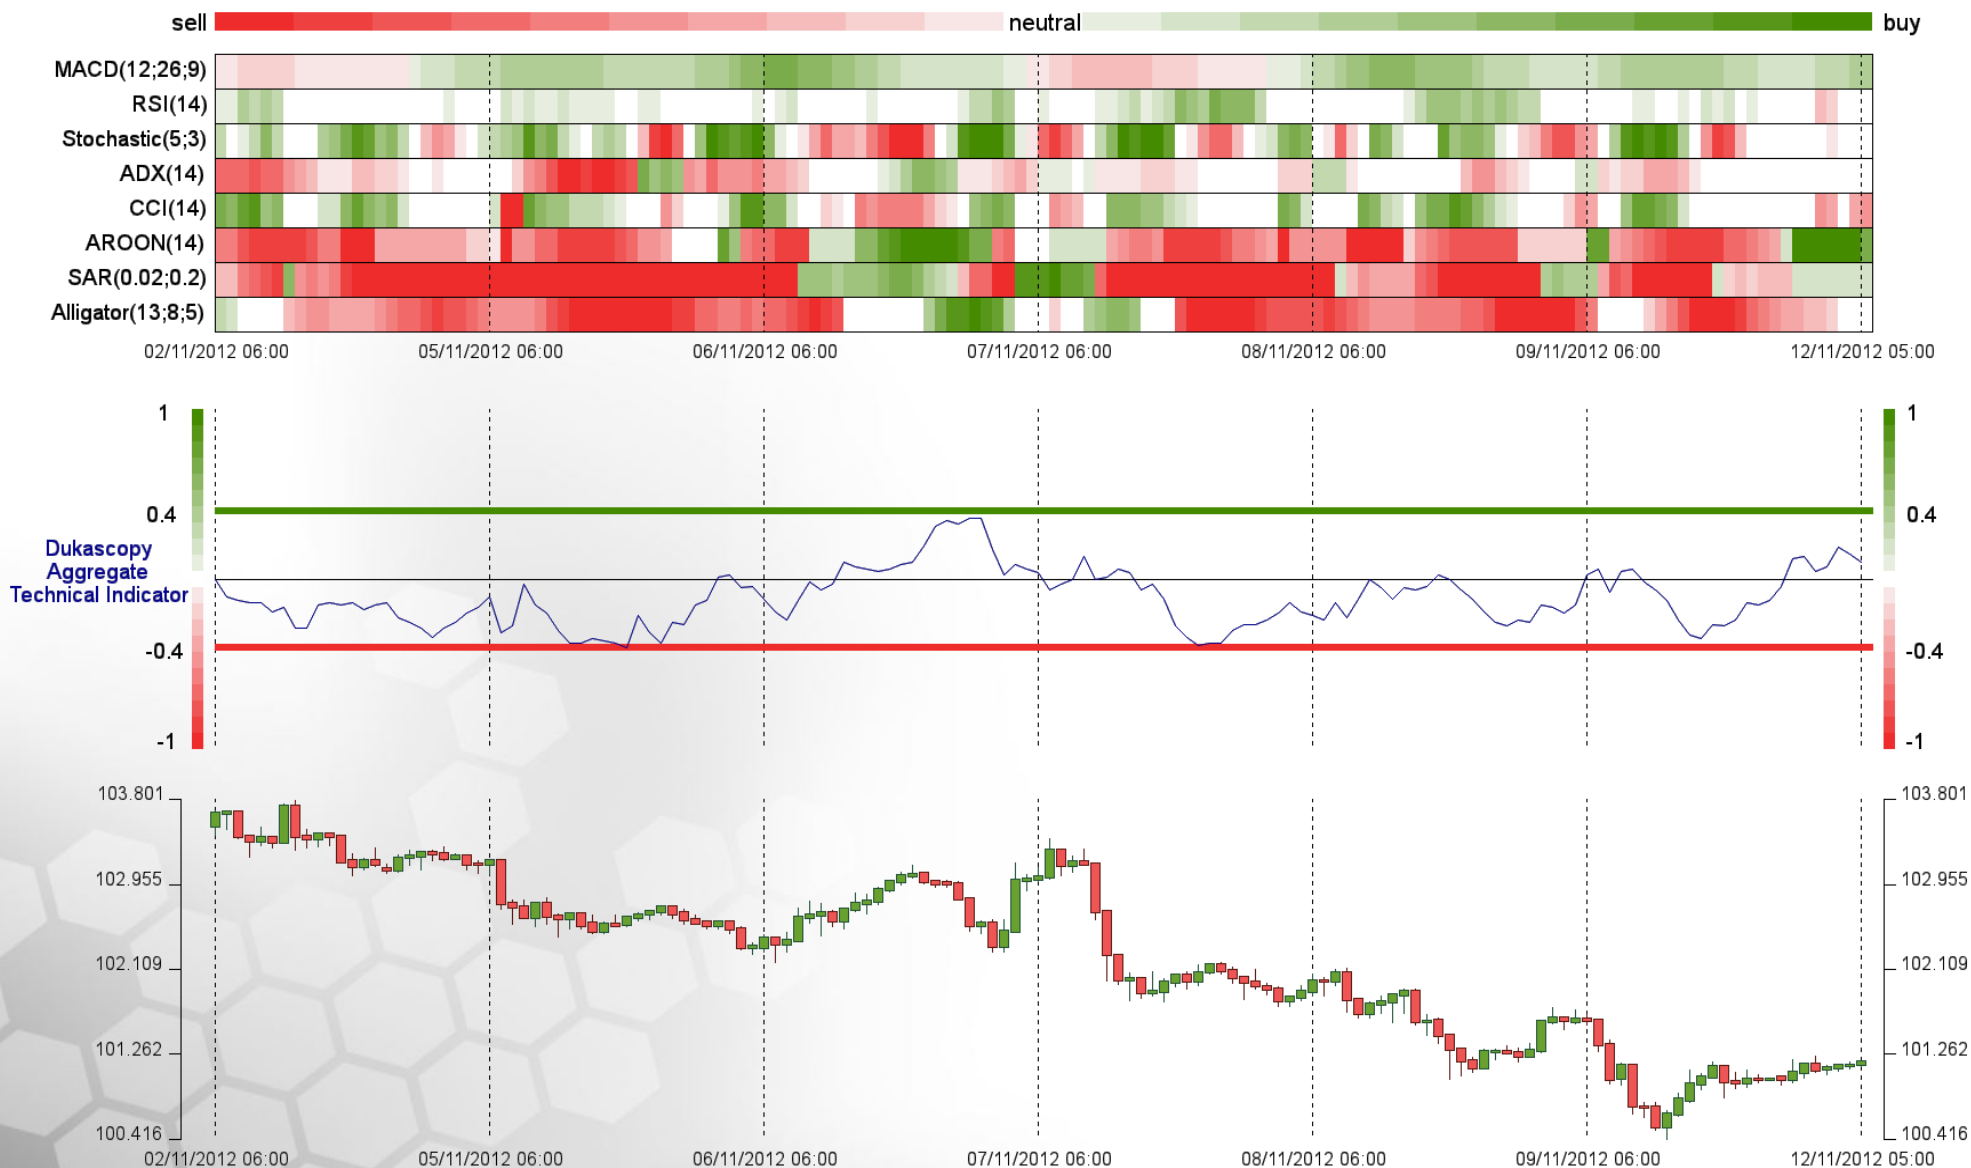 sell neutral buy
MACD(12;26;9)
RSI(14)
Stochastic(5;3)
ADX(14)
CCI(14)
AROON(14)
SAR(0.02;0.2)
Alligator(13;8;5)
02/11/2012 06:00 05/11/2012 06:00 06/11/2012 06:00 07/11/2012 06:00 08/11/2012 06:00 09/11/2012 06:00 12/11/2012 05:00
1 1
0.4 0.4
Dukascopy
Aggregate
Technical Indicator
-0.4 -0.4
-1 -1
103.801 103.801
102.955 102.955
102.109 102.109
101.262 101.262
100.416 100.416
02/11/2012 06:00 05/11/2012 06:00 06/11/2012 06:00 07/11/2012 06:00 08/11/2012 06:00 09/11/2012 06:00 12/11/2012 05:00